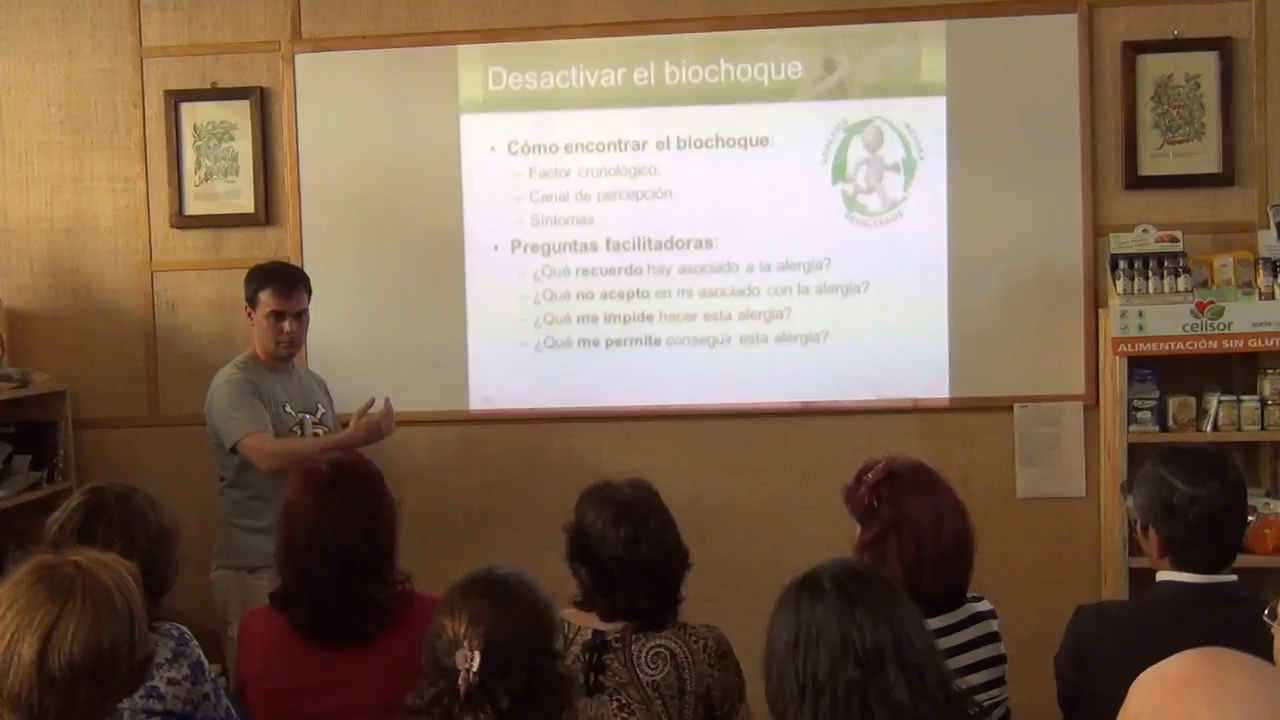 Desactivar el biochoque
• Cómo encontrar el biochoque:
– Factor cronológico.
– Canal de percepción.
– Síntomas.
• Preguntas facilitadoras:
– ¿Qué recuerdo hay asociado a la alergia?
– ¿Qué no acepto en mi asociado con la alergia?
– ¿Qué me impide hacer esta alergia?
– ¿Qué me permite conseguir esta alergia?
RESULTADOS
celisor
ALIMENTACIÓN SIN GLUT